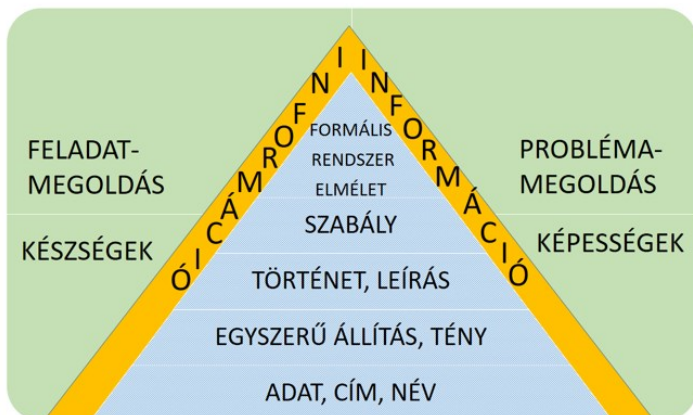 INFORMÁCIÓ
INFORMÁCIÓ
FORMÁLIS
RENDSZER
ELMÉLET
SZABÁLY
TÖRTÉNET, LEÍRÁS
EGYSZERŰ ÁLLÍTÁS, TÉNY
ADAT, CÍM, NÉV
FELADAT-
MEGOLDÁS
KÉSZSÉGEK
PROBLÉMA-
MEGOLDÁS
KÉPESSÉGEK